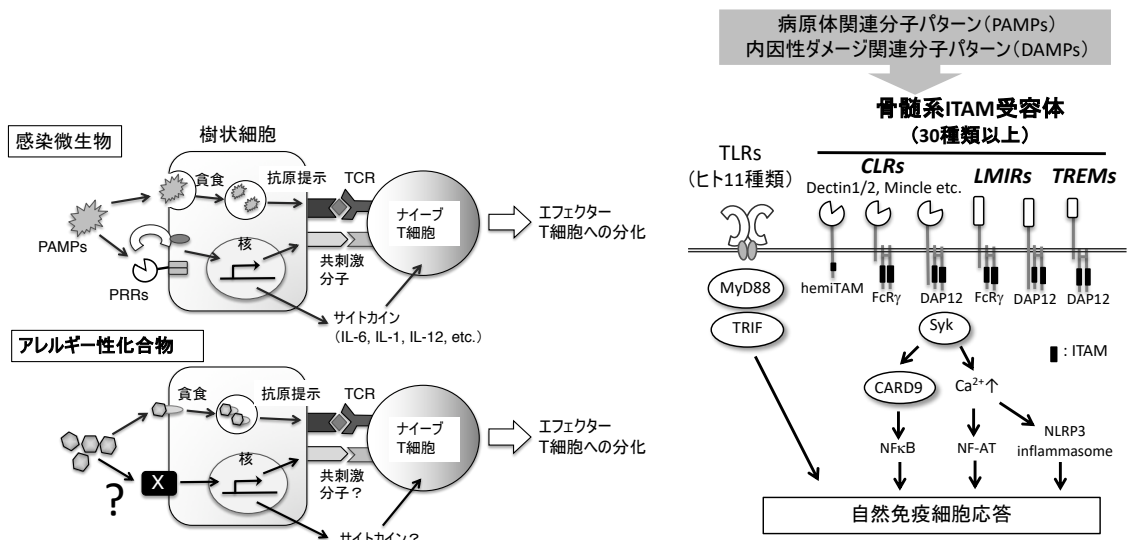 感染微生物
樹状細胞
貪食
抗原提示
TCR
PAMPs
PRRs
核
ナイーブ
T細胞
共刺激
分子
エフェクター
T細胞への分化
サイトカイン
(IL-6, IL-1, IL-12, etc.)
アレルギー性化合物
貪食
抗原提示
TCR
?
X
核
ナイーブ
T細胞
共刺激
分子?
エフェクター
T細胞への分化
サイトカイン?
病原体関連分子パターン(PAMPs)
内因性ダメージ関連分子パターン(DAMPs)
骨髄系ITAM受容体
(30種類以上)
TLRs
(ヒト11種類)
CLRs
Dectin1/2, Mincle etc.
LMIRs
TREMs
MyD88
TRIF
hemiTAM
FcRγ
DAP12
FcRγ
DAP12
DAP12
Syk
: ITAM
CARD9
Ca²⁺↑
NFκB
NF-AT
NLRP3
inflammasome
自然免疫細胞応答